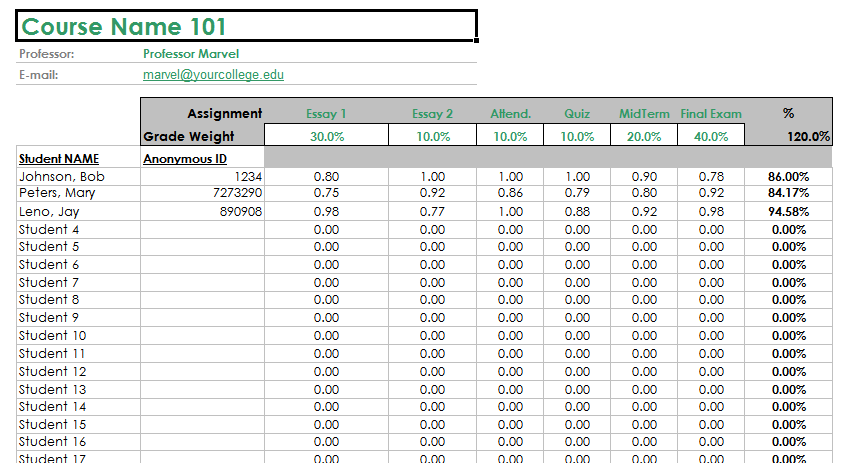 Course Name 101
Professor: Professor Marvel
E-mail: marvel@yourcollege.edu
Assignment Essay 1 Essay 2 Attend. Quiz MidTerm Final Exam %
Grade Weight 30.0% 10.0% 10.0% 10.0% 20.0% 40.0% 120.0%
Student NAME Anonymous ID
Johnson, Bob 1234 0.80 1.00 1.00 1.00 0.90 0.78 86.00%
Peters, Mary 7273290 0.75 0.92 0.86 0.79 0.80 0.92 84.17%
Leno, Jay 890908 0.98 0.77 1.00 0.88 0.92 0.98 94.58%
Student 4 0.00 0.00 0.00 0.00 0.00 0.00 0.00%
Student 5 0.00 0.00 0.00 0.00 0.00 0.00 0.00%
Student 6 0.00 0.00 0.00 0.00 0.00 0.00 0.00%
Student 7 0.00 0.00 0.00 0.00 0.00 0.00 0.00%
Student 8 0.00 0.00 0.00 0.00 0.00 0.00 0.00%
Student 9 0.00 0.00 0.00 0.00 0.00 0.00 0.00%
Student 10 0.00 0.00 0.00 0.00 0.00 0.00 0.00%
Student 11 0.00 0.00 0.00 0.00 0.00 0.00 0.00%
Student 12 0.00 0.00 0.00 0.00 0.00 0.00 0.00%
Student 13 0.00 0.00 0.00 0.00 0.00 0.00 0.00%
Student 14 0.00 0.00 0.00 0.00 0.00 0.00 0.00%
Student 15 0.00 0.00 0.00 0.00 0.00 0.00 0.00%
Student 16 0.00 0.00 0.00 0.00 0.00 0.00 0.00%
Student 17 0.00 0.00 0.00 0.00 0.00 0.00 0.00%